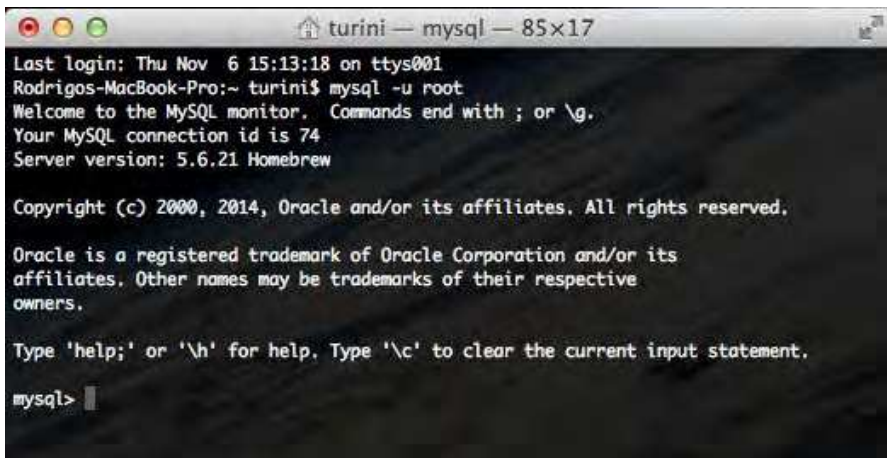 turini — mysql — 85×17
Last login: Thu Nov  6 15:13:18 on ttys001
Rodrigos-MacBook-Pro:~ turini$ mysql -u root
Welcome to the MySQL monitor.  Commands end with ; or \g.
Your MySQL connection id is 74
Server version: 5.6.21 Homebrew
Copyright (c) 2000, 2014, Oracle and/or its affiliates. All rights reserved.
Oracle is a registered trademark of Oracle Corporation and/or its
affiliates. Other names may be trademarks of their respective
owners.
Type 'help;' or '\h' for help. Type '\c' to clear the current input statement.
mysql>